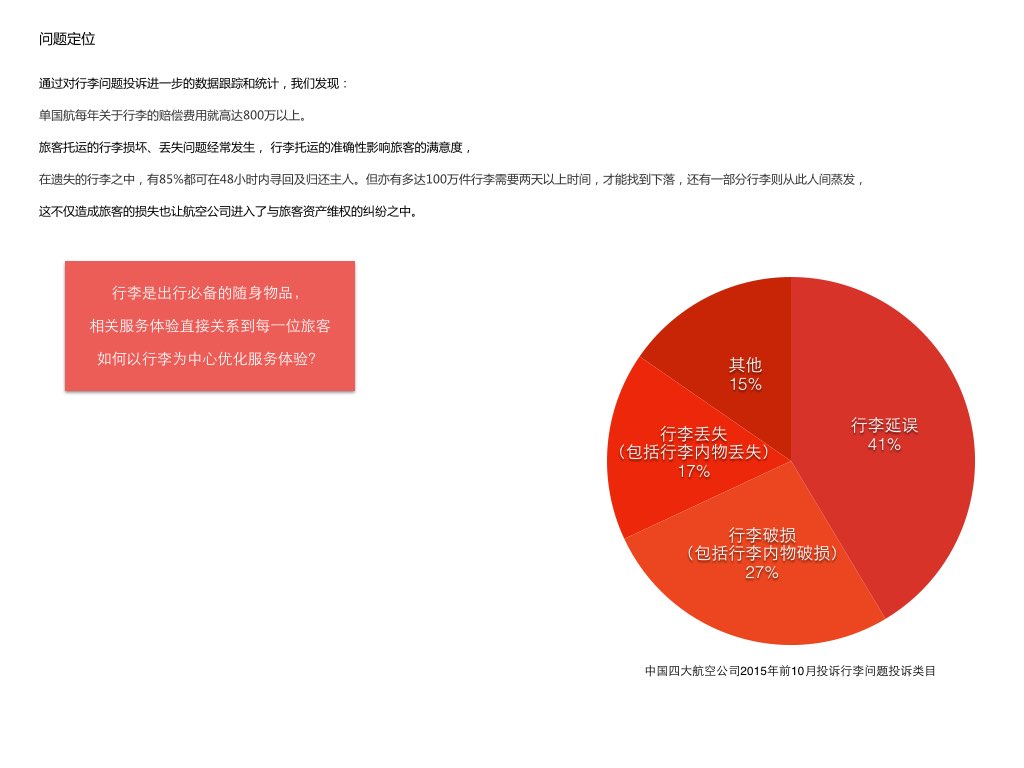 问题定位
通过对行李问题投诉进一步的数据跟踪和统计，我们发现：
单国航每年关于行李的赔偿费用就高达800万以上。
旅客托运的行李损坏、丢失问题经常发生， 行李托运的准确性影响旅客的满意度，
在遗失的行李之中，有85%都可在48小时内寻回及归还主人。但亦有多达100万件行李需要两天以上时间，才能找到下落，还有一部分行李则从此人间蒸发，
这不仅造成旅客的损失也让航空公司进入了与旅客资产维权的纠纷之中。
行李是出行必备的随身物品，
相关服务体验直接关系到每一位旅客
如何以行李为中心优化服务体验？
其他
15%
行李延误
41%
行李丢失
（包括行李内物丢失）
17%
行李破损
（包括行李内物破损）
27%
中国四大航空公司2015年前10月投诉行李问题投诉类目